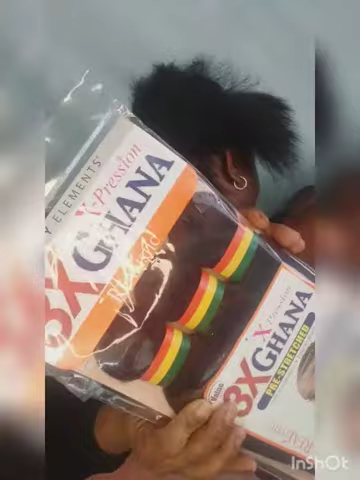 Y ELEMENTS
X-Pression
3X
GHANA
X-Pression
3X
GHANA
PRE-STRETCHED
InShOt